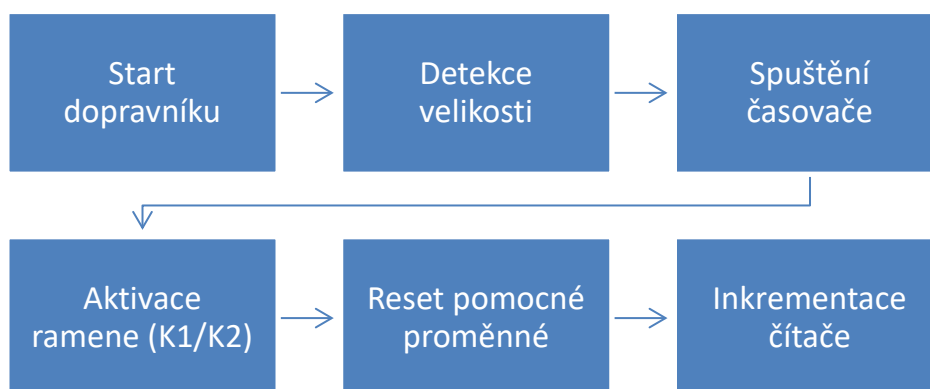 Start
dopravníku
Detekce
velikosti
Spuštění
časovače
Aktivace
ramene (K1/K2)
Reset pomocné
proměnné
Inkrementace
čítače